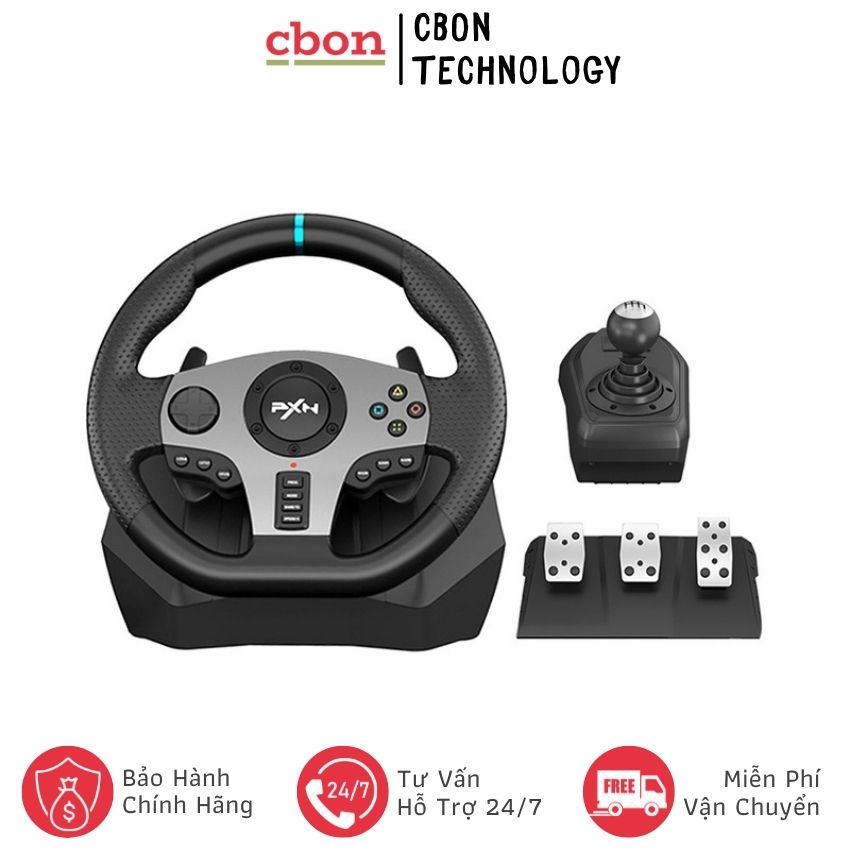 cbon
CBON
TECHNOLOGY
PXN
Bảo Hành
Chính Hãng
24/7
Tư Vấn
Hỗ Trợ 24/7
FREE
Miễn Phí
Vận Chuyển